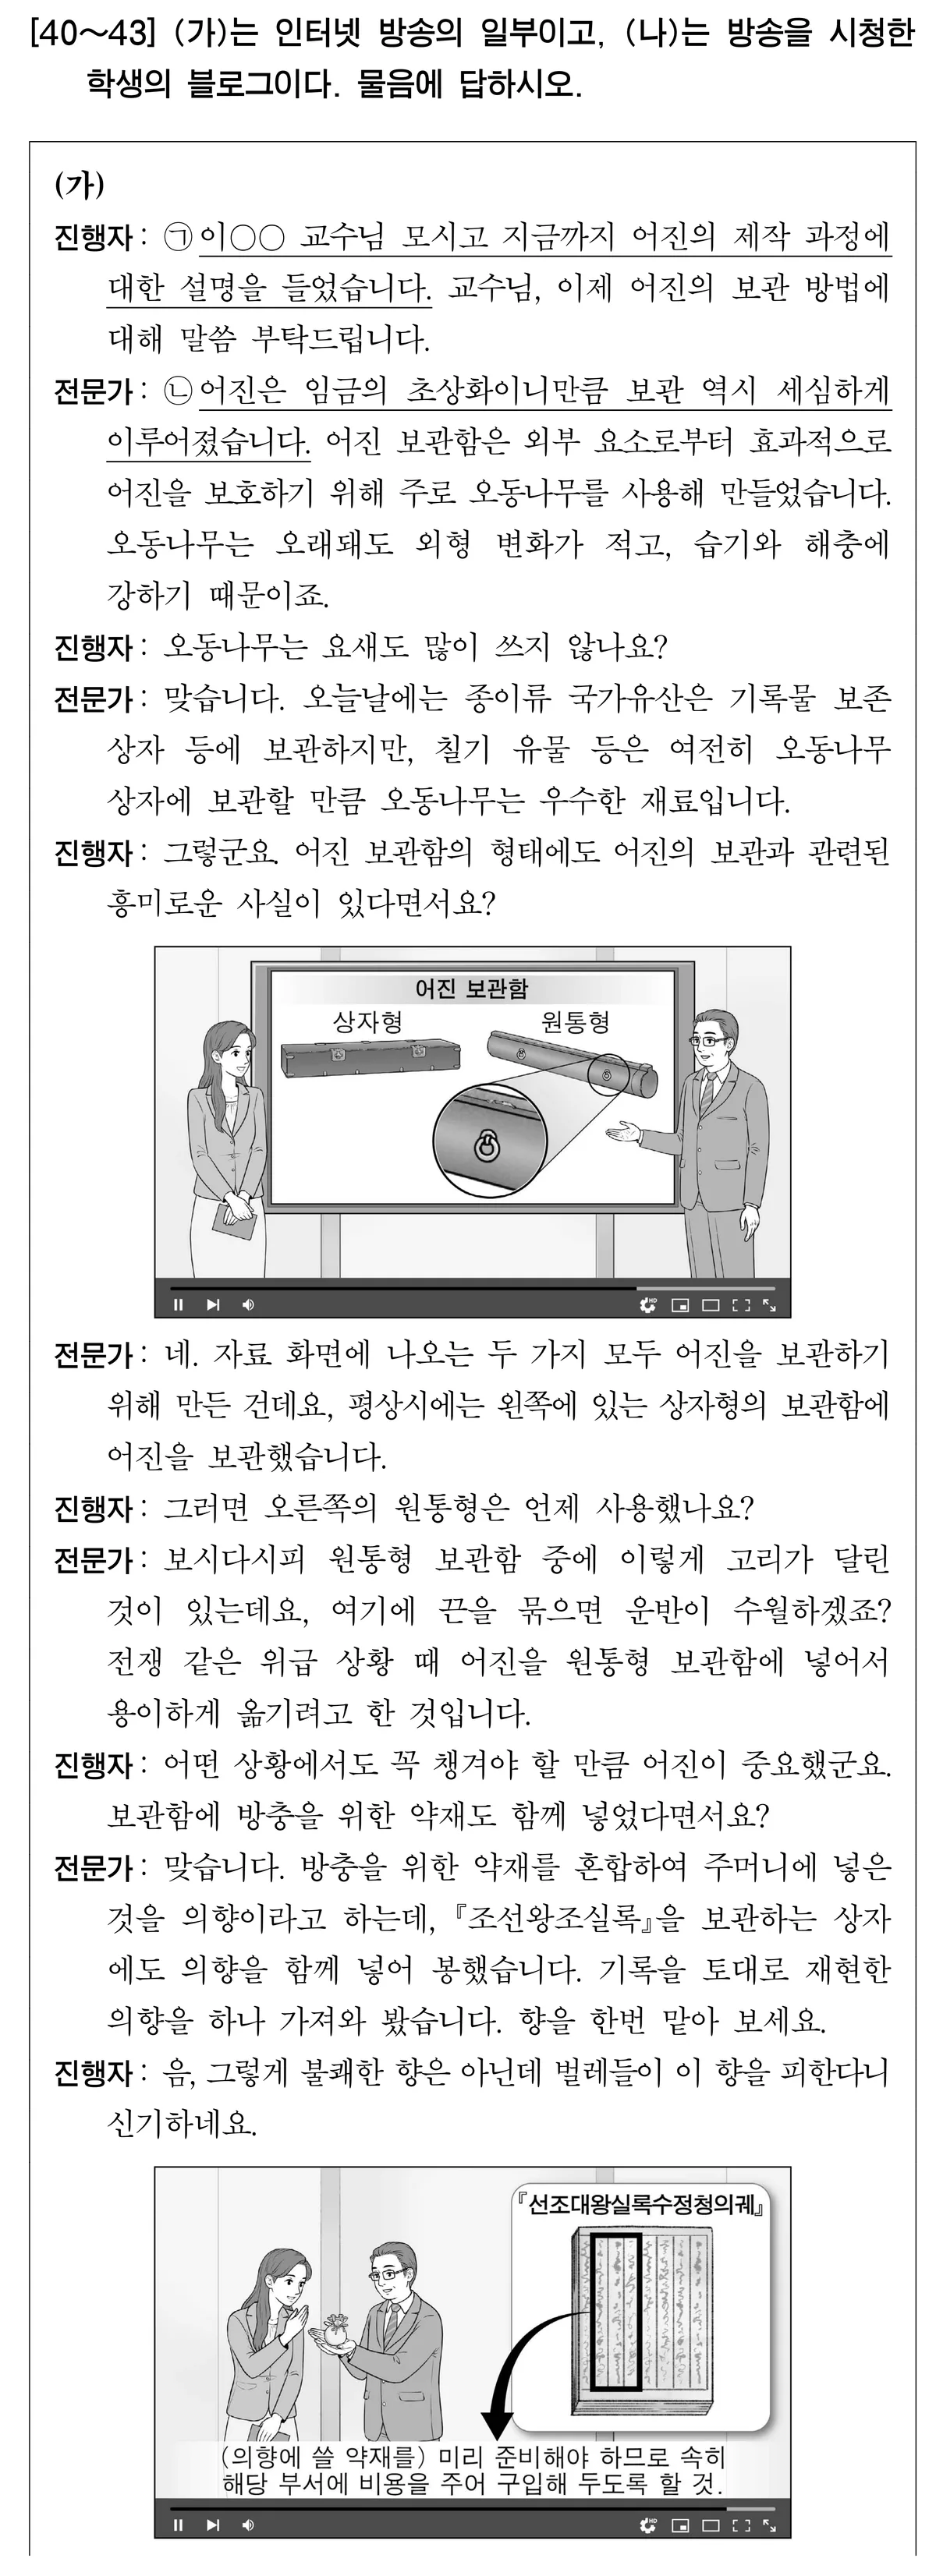 [40~43] (가)는 인터넷 방송의 일부이고, (나)는 방송을 시청한
학생의 블로그이다. 물음에 답하시오.
(가)
진행자 : ㉠이○○ 교수님 모시고 지금까지 어진의 제작 과정에
대한 설명을 들었습니다. 교수님, 이제 어진의 보관 방법에
대해 말씀 부탁드립니다.
전문가 : ㉡어진은 임금의 초상화이니만큼 보관 역시 세심하게
이루어졌습니다. 어진 보관함은 외부 요소로부터 효과적으로
어진을 보호하기 위해 주로 오동나무를 사용해 만들었습니다.
오동나무는 오래돼도 외형 변화가 적고, 습기와 해충에
강하기 때문이죠.
진행자 : 오동나무는 요새도 많이 쓰지 않나요?
전문가 : 맞습니다. 오늘날에는 종이류 국가유산은 기록물 보존
상자 등에 보관하지만, 칠기 유물 등은 여전히 오동나무
상자에 보관할 만큼 오동나무는 우수한 재료입니다.
진행자 : 그렇군요. 어진 보관함의 형태에도 어진의 보관과 관련된
흥미로운 사실이 있다면서요?
어진 보관함
상자형 원통형
HD
전문가 : 네. 자료 화면에 나오는 두 가지 모두 어진을 보관하기
위해 만든 건데요, 평상시에는 왼쪽에 있는 상자형의 보관함에
어진을 보관했습니다.
진행자 : 그러면 오른쪽의 원통형은 언제 사용했나요?
전문가 : 보시다시피 원통형 보관함 중에 이렇게 고리가 달린
것이 있는데요, 여기에 끈을 묶으면 운반이 수월하겠죠?
전쟁 같은 위급 상황 때 어진을 원통형 보관함에 넣어서
용이하게 옮기려고 한 것입니다.
진행자 : 어떤 상황에서도 꼭 챙겨야 할 만큼 어진이 중요했군요.
보관함에 방충을 위한 약재도 함께 넣었다면서요?
전문가 : 맞습니다. 방충을 위한 약재를 혼합하여 주머니에 넣은
것을 의향이라고 하는데, 『조선왕조실록』을 보관하는 상자
에도 의향을 함께 넣어 봉했습니다. 기록을 토대로 재현한
의향을 하나 가져와 봤습니다. 향을 한번 맡아 보세요.
진행자 : 음, 그렇게 불쾌한 향은 아닌데 벌레들이 이 향을 피한다니
신기하네요.
『선조대왕실록수정청의궤』
(의향에 쓸 약재를) 미리 준비해야 하므로 속히
해당 부서에 비용을 주어 구입해 두도록 할 것.
HD